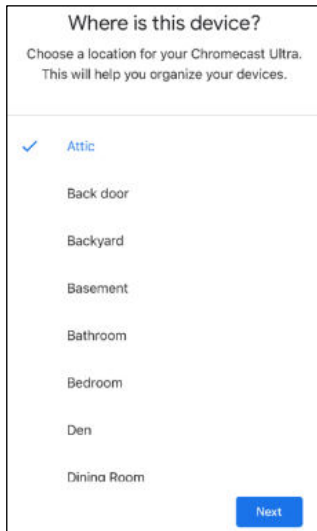 Where is this device?
Choose a location for your Chromecast Ultra.
This will help you organize your devices.
Attic
Back door
Backyard
Basement
Bathroom
Bedroom
Den
Dining Room
Next